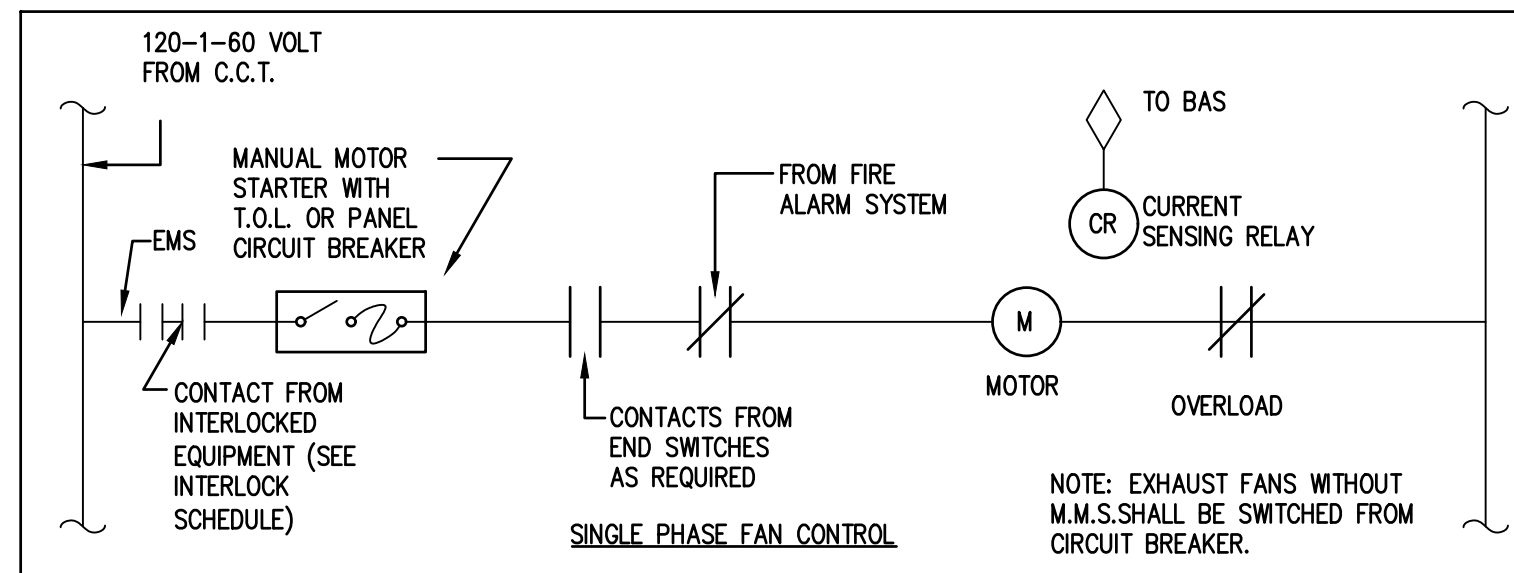 120-1-60 VOLT
FROM C.C.T.
TO BAS
MANUAL MOTOR
STARTER WITH
T.O.L. OR PANEL
CIRCUIT BREAKER
FROM FIRE
ALARM SYSTEM
CURRENT
SENSING RELAY
CR
EMS
M
MOTOR
OVERLOAD
CONTACT FROM
INTERLOCKED
EQUIPMENT (SEE
INTERLOCK
SCHEDULE)
CONTACTS FROM
END SWITCHES
AS REQUIRED
NOTE: EXHAUST FANS WITHOUT
M.M.S.SHALL BE SWITCHED FROM
CIRCUIT BREAKER.
SINGLE PHASE FAN CONTROL